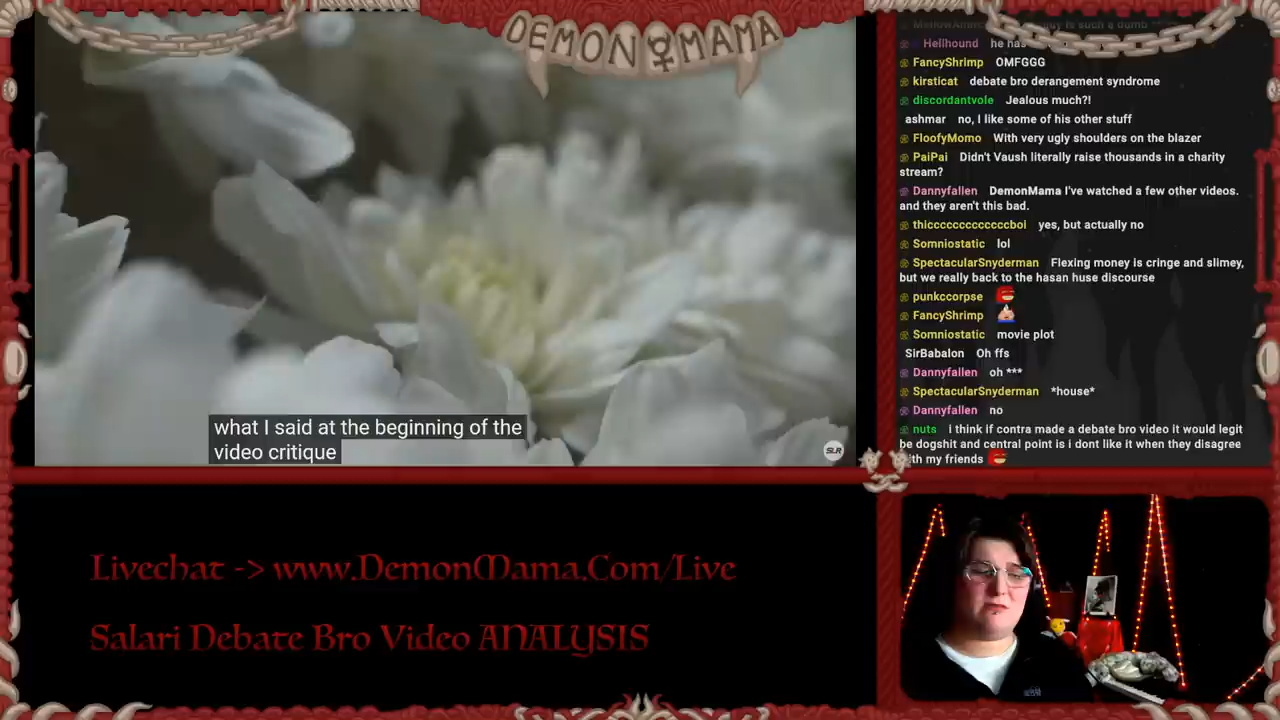 DEMON MAMA
guy is such a dumb
Hellhound he has
FancyShrimp OMFGGG
kirsticat debate bro derangement syndrome
discordantvole Jealous much?!
ashmar no, I like some of his other stuff
FloofyMomo With very ugly shoulders on the blazer
PaiPai Didn't Vaush literally raise thousands in a charity
stream?
Dannyfallen DemonMama I've watched a few other videos.
and they aren't this bad.
thicccccccccccccboi yes, but actually no
Somniostatic lol
SpectacularSnyderman Flexing money is cringe and slimey,
but we really back to the hasan huse discourse
punkccorpse
FancyShrimp
Somniostatic movie plot
SirBabalon Oh ffs
Dannyfallen oh ***
SpectacularSnyderman *house*
Dannyfallen no
nuts i think if contra made a debate bro video it would legit
be dogshit and central point is i dont like it when they disagree
with my friends
what I said at the beginning of the
video critique
SLR
Livechat -> www.DemonMama.Com/Live
Salari Debate Bro Video ANALYSIS